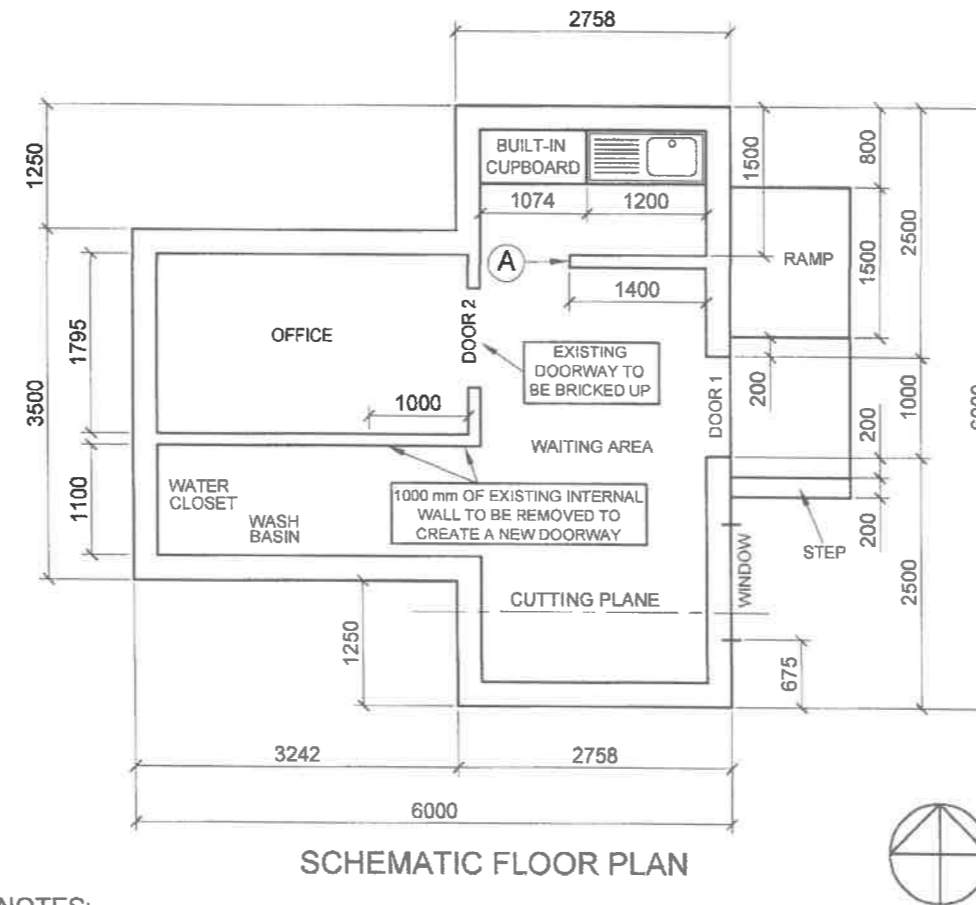 2758
1250
1500
800
2500
BUILT-IN
CUPBOARD
1074
1200
RAMP
1500
A
1400
3500
1795
OFFICE
DOOR 2
EXISTING
DOORWAY TO
BE BRICKED UP
DOOR 1
200
1000
1000
200
WAITING AREA
1100
WATER
CLOSET
WASH
BASIN
1000 mm OF EXISTING INTERNAL
WALL TO BE REMOVED TO
CREATE A NEW DOORWAY
200
STEP
WINDOW
2500
CUTTING PLANE
1250
675
3242
2758
6000
SCHEMATIC FLOOR PLAN